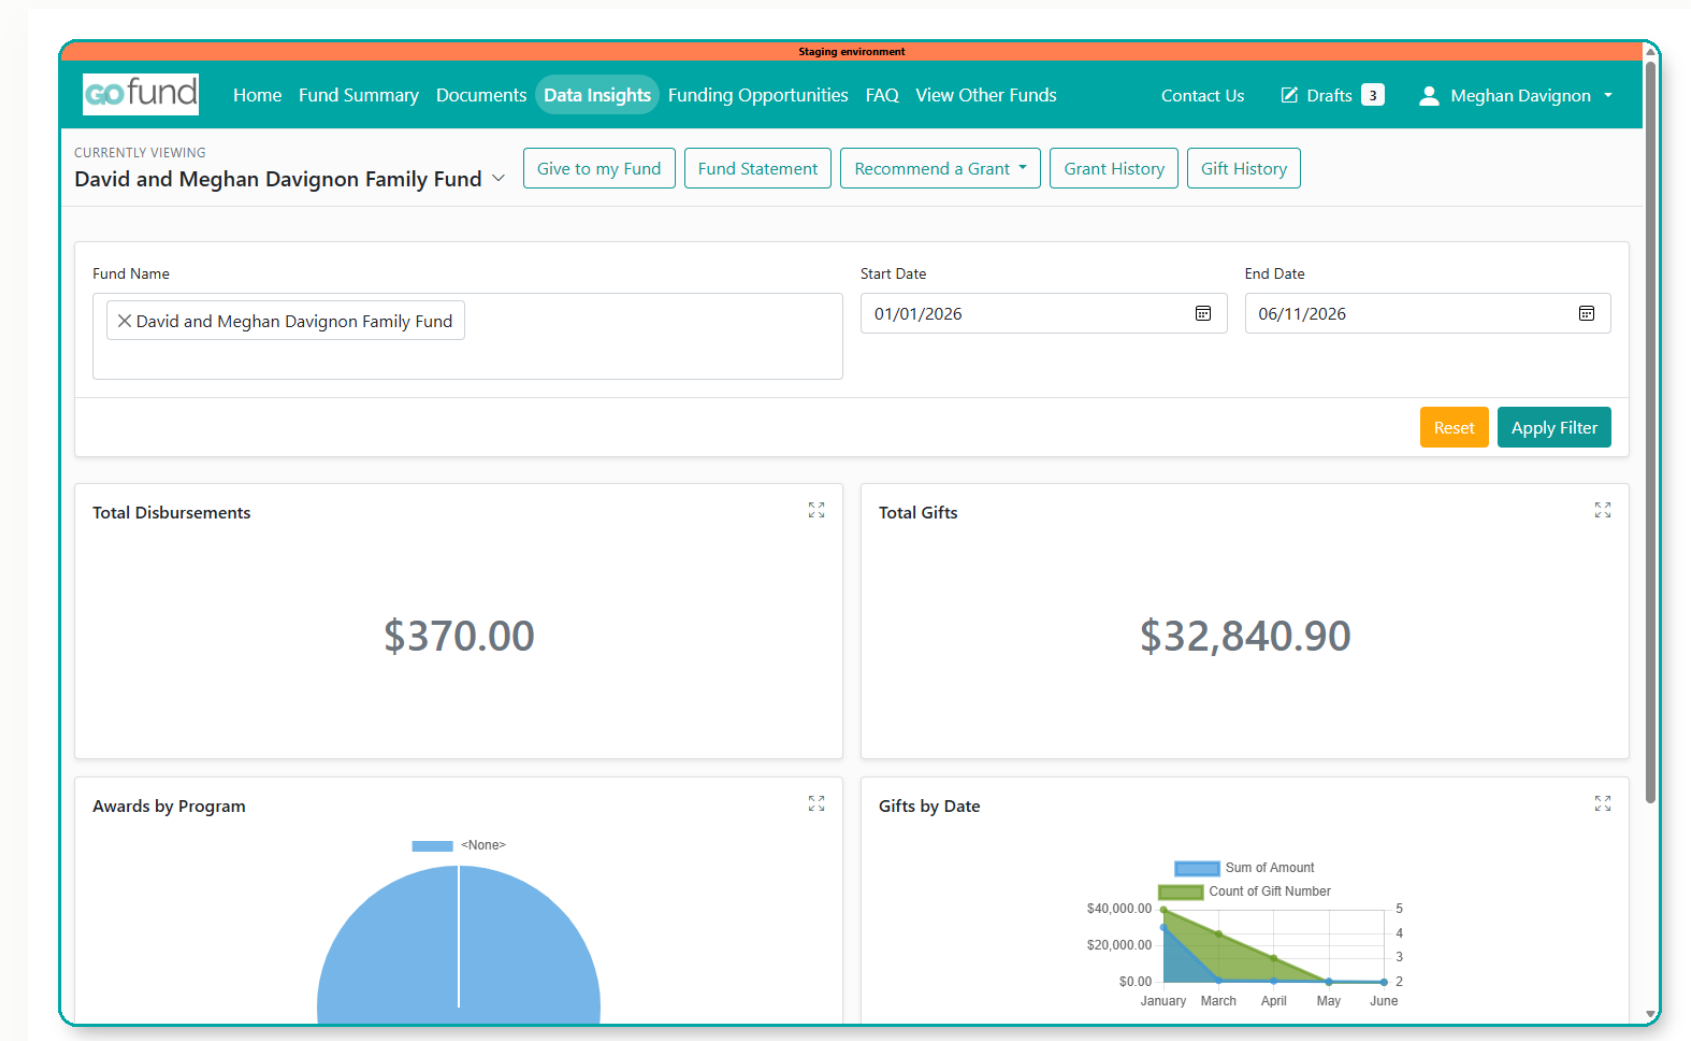 Staging environment
GOfund
Home Fund Summary Documents Data Insights Funding Opportunities FAQ View Other Funds Contact Us Drafts 3 Meghan Davignon
CURRENTLY VIEWING
David and Meghan Davignon Family Fund
Give to my Fund Fund Statement Recommend a Grant Grant History Gift History
Fund Name Start Date End Date
David and Meghan Davignon Family Fund 01/01/2026 06/11/2026
Reset Apply Filter
Total Disbursements
$370.00
Total Gifts
$32,840.90
Awards by Program
<None>
Gifts by Date
Sum of Amount
Count of Gift Number
$40,000.00 5
4
$20,000.00
3
$0.00 2
January March April May June